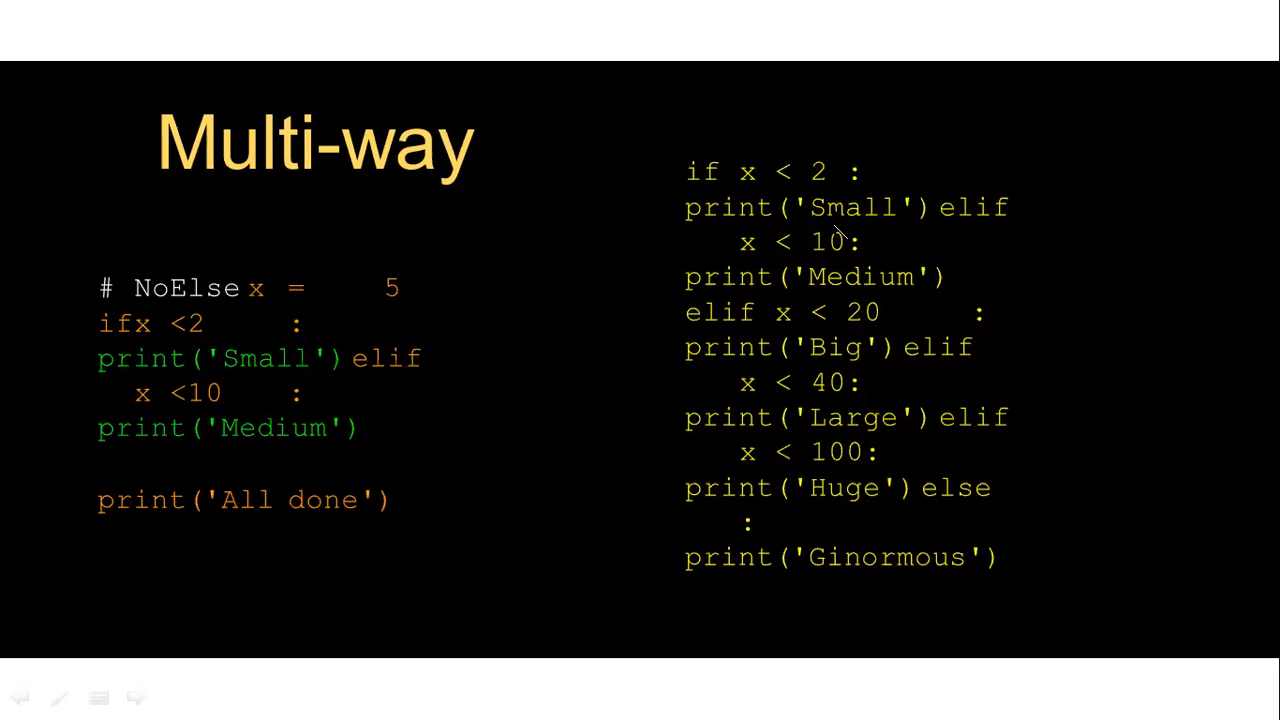 Multi-way
# NoElse x = 5
ifx <2 :
print('Small') elif
x <10 :
print('Medium')
print('All done')
if x < 2 :
print('Small') elif
x < 10:
print('Medium')
elif x < 20 :
print('Big') elif
x < 40:
print('Large') elif
x < 100:
print('Huge') else
:
print('Ginormous')